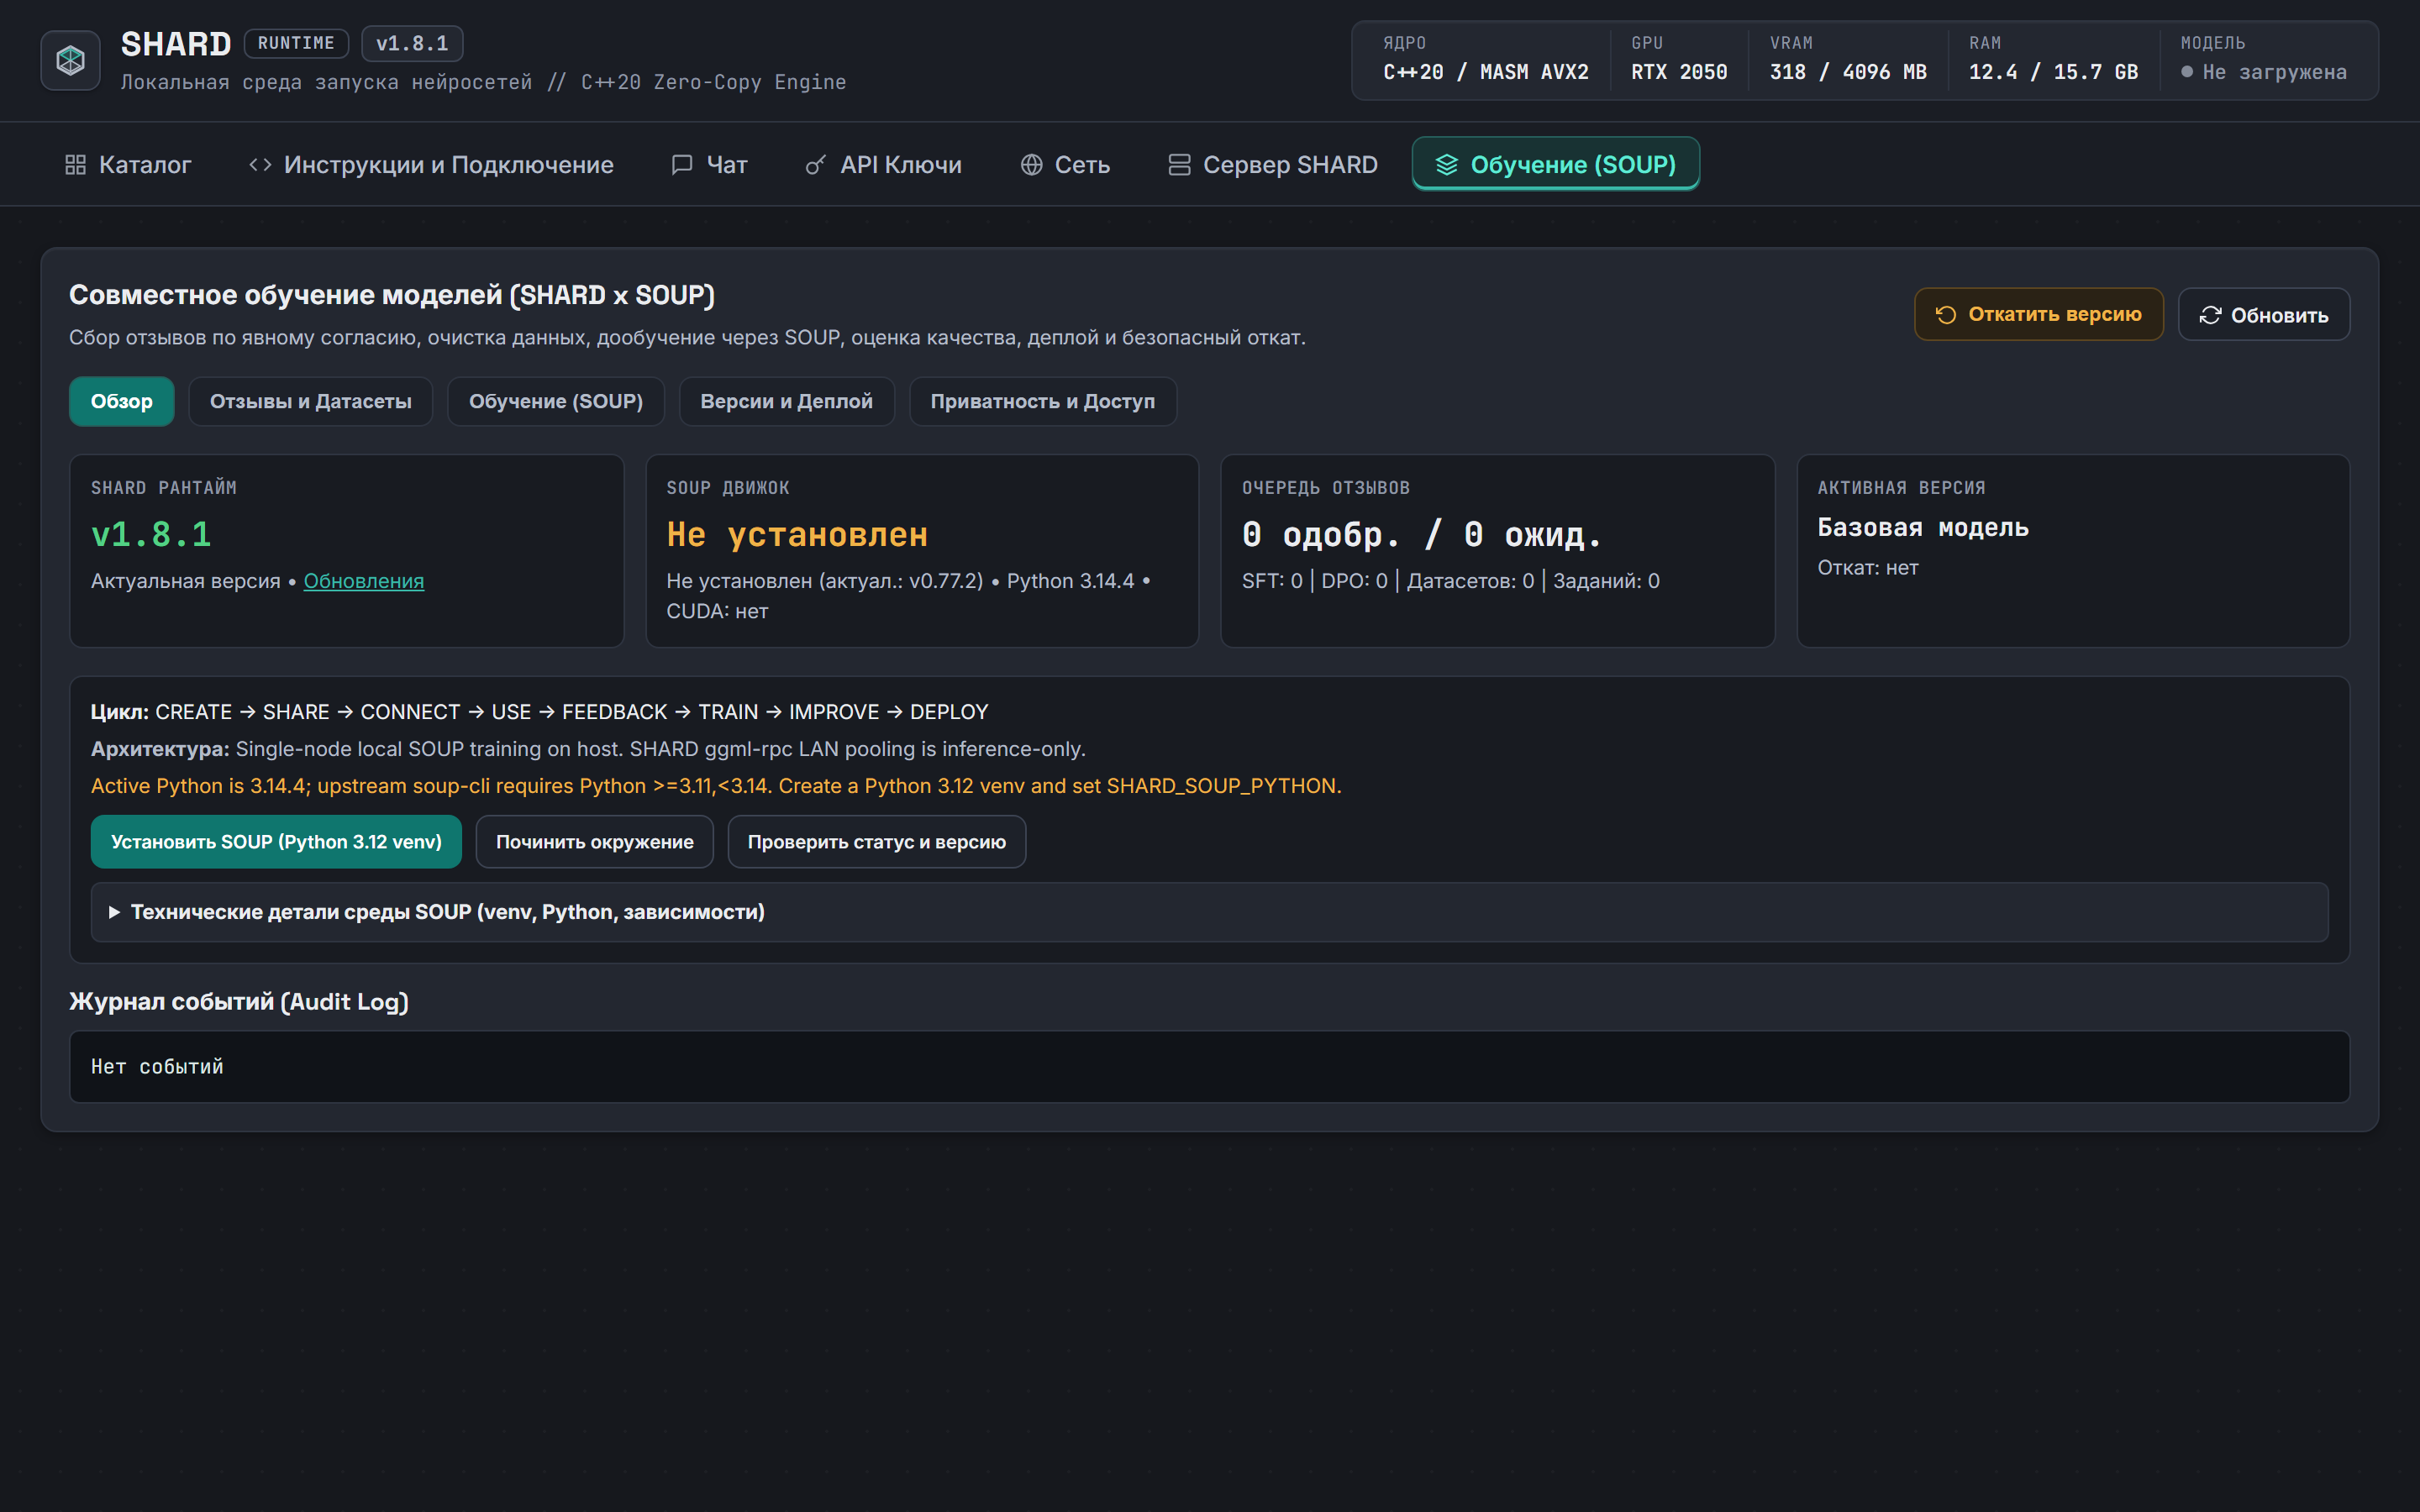 SHARD RUNTIME v1.8.1
Локальная среда запуска нейросетей // C++20 Zero-Copy Engine
ЯДРО GPU VRAM RAM МОДЕЛЬ
C++20 / MASM AVX2 RTX 2050 318 / 4096 MB 12.4 / 15.7 GB Не загружена
Каталог Инструкции и Подключение Чат API Ключи Сеть Сервер SHARD Обучение (SOUP)
Совместное обучение моделей (SHARD x SOUP)
Сбор отзывов по явному согласию, очистка данных, дообучение через SOUP, оценка качества, деплой и безопасный откат.
Откатить версию Обновить
Обзор Отзывы и Датасеты Обучение (SOUP) Версии и Деплой Приватность и Доступ
SHARD РАНТАЙМ
v1.8.1
Актуальная версия • Обновления
SOUP ДВИЖОК
Не установлен
Не установлен (актуал.: v0.77.2) • Python 3.14.4 •
CUDA: нет
ОЧЕРЕДЬ ОТЗЫВОВ
0 одобр. / 0 ожид.
SFT: 0 | DPO: 0 | Датасетов: 0 | Заданий: 0
АКТИВНАЯ ВЕРСИЯ
Базовая модель
Откат: нет
Цикл: CREATE → SHARE → CONNECT → USE → FEEDBACK → TRAIN → IMPROVE → DEPLOY
Архитектура: Single-node local SOUP training on host. SHARD ggml-rpc LAN pooling is inference-only.
Active Python is 3.14.4; upstream soup-cli requires Python >=3.11,<3.14. Create a Python 3.12 venv and set SHARD_SOUP_PYTHON.
Установить SOUP (Python 3.12 venv) Починить окружение Проверить статус и версию
▶ Технические детали среды SOUP (venv, Python, зависимости)
Журнал событий (Audit Log)
Нет событий